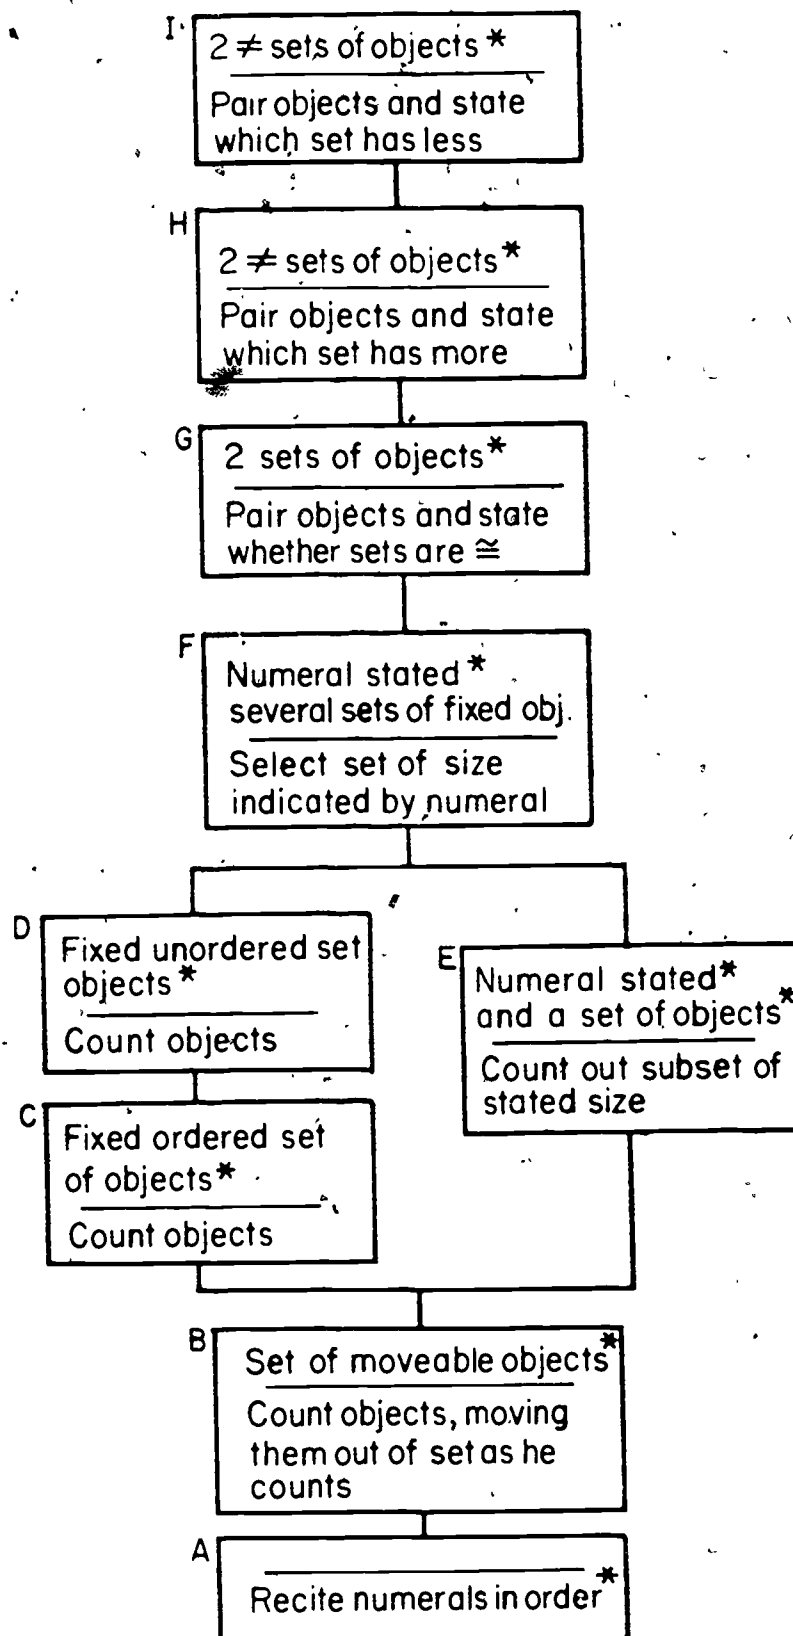 I
2 ≠ sets of objects*
Pair objects and state
which set has less
H
2 ≠ sets of objects*
Pair objects and state
which set has more
G
2 sets of objects*
Pair objects and state
whether sets are ≅
F
Numeral stated*
several sets of fixed obj.
Select set of size
indicated by numeral
D
Fixed unordered set
objects*
Count objects
E
Numeral stated*
and a set of objects*
Count out subset of
stated size
C
Fixed ordered set
of objects*
Count objects
B
Set of moveable objects*
Count objects, moving
them out of set as he
counts
A
Recite numerals in order*